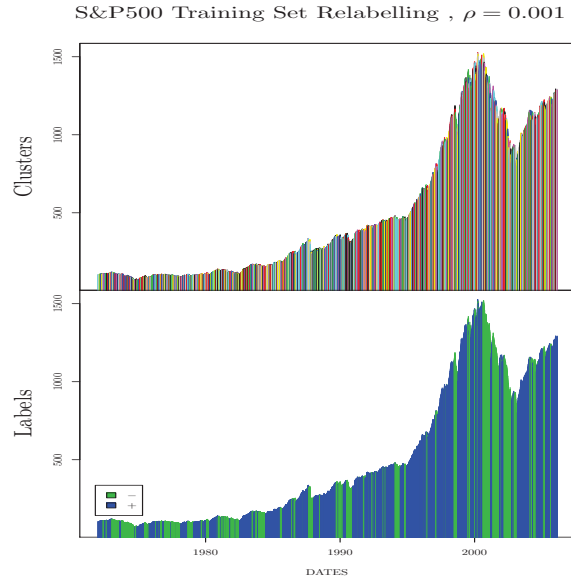 S&P500 Training Set Relabelling , ρ = 0.001
Clusters
1500
1000
500
Labels
1500
1000
500
−
+
1980
1990
2000
DATES